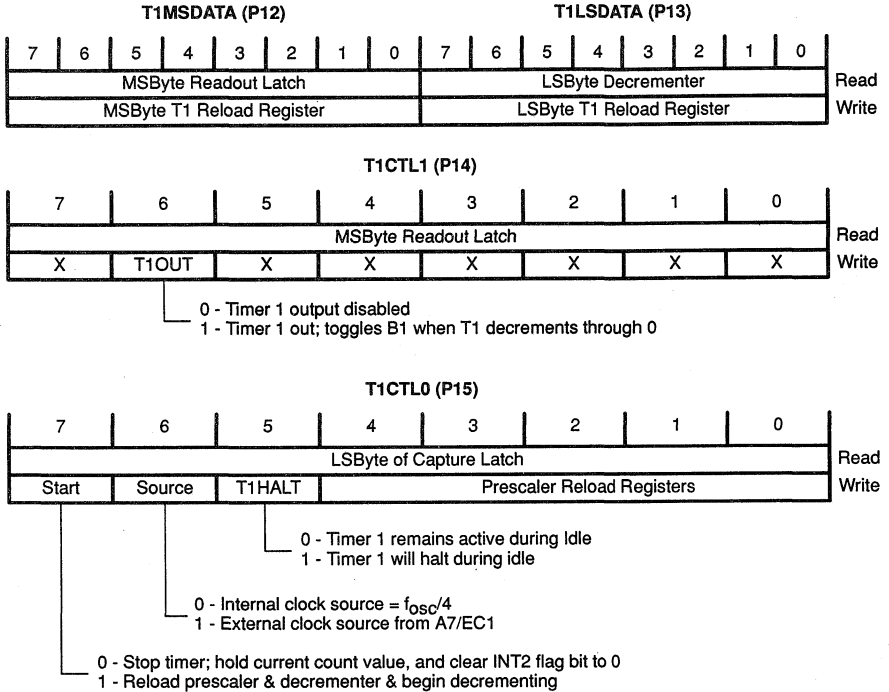 T1MSDATA (P12) T1LSDATA (P13)
7 6 5 4 3 2 1 0 7 6 5 4 3 2 1 0
MSByte Readout Latch LSByte Decrementer Read
MSByte T1 Reload Register LSByte T1 Reload Register Write
T1CTL1 (P14)
7 6 5 4 3 2 1 0
MSByte Readout Latch Read
X T1OUT X X X X X X Write
0 - Timer 1 output disabled
1 - Timer 1 out; toggles B1 when T1 decrements through 0
T1CTL0 (P15)
7 6 5 4 3 2 1 0
LSByte of Capture Latch Read
Start Source T1HALT Prescaler Reload Registers Write
0 - Timer 1 remains active during Idle
1 - Timer 1 will halt during idle
0 - Internal clock source = fosc/4
1 - External clock source from A7/EC1
0 - Stop timer; hold current count value, and clear INT2 flag bit to 0
1 - Reload prescaler & decrementer & begin decrementing